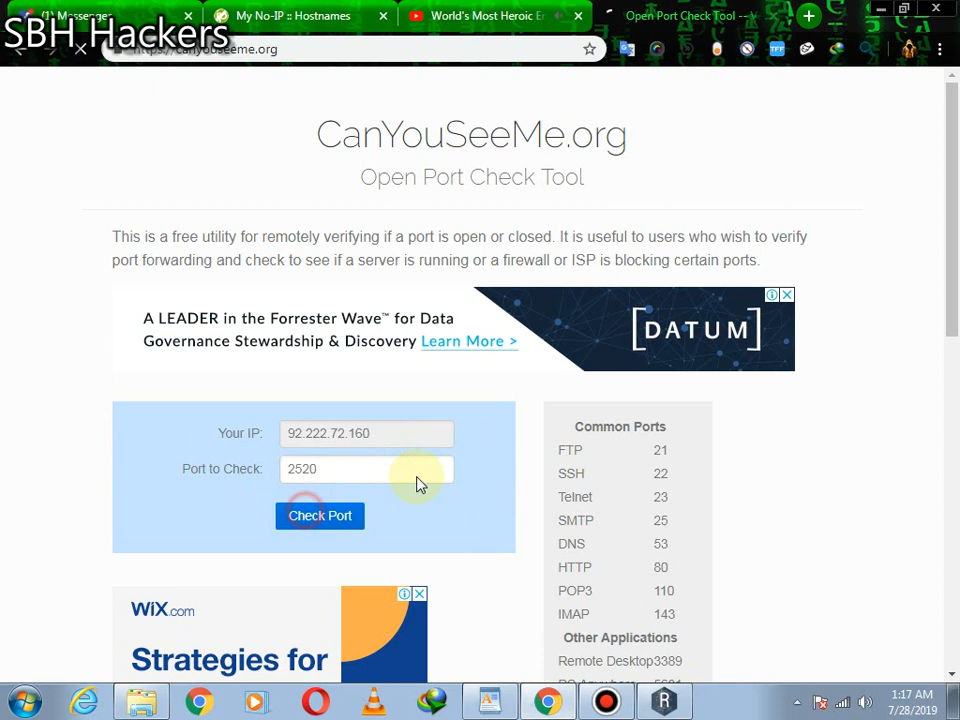 (1) Messenger
My No-IP :: Hostnames
World's Most Heroic En
Open Port Check Tool -- V
SBH Hackers
https://canyouseeme.org
CanYouSeeMe.org
Open Port Check Tool
This is a free utility for remotely verifying if a port is open or closed. It is useful to users who wish to verify
port forwarding and check to see if a server is running or a firewall or ISP is blocking certain ports.
A LEADER in the Forrester Wave™ for Data
Governance Stewardship & Discovery Learn More >
[DATUM]
Your IP: 92.222.72.160
Port to Check: 2520
Check Port
Common Ports
FTP 21
SSH 22
Telnet 23
SMTP 25
DNS 53
HTTP 80
POP3 110
IMAP 143
Other Applications
Remote Desktop3389
WiX.com
Strategies for
TFF
R
1:17 AM
7/28/2019